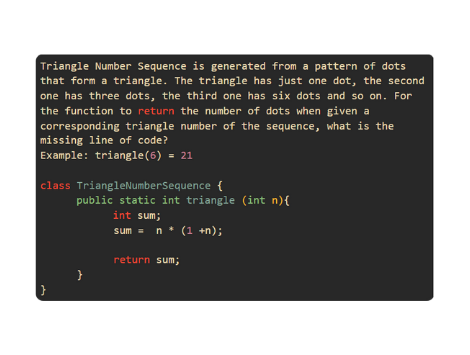 Triangle Number Sequence is generated from a pattern of dots
that form a triangle. The triangle has just one dot, the second
one has three dots, the third one has six dots and so on. For
the function to return the number of dots when given a
corresponding triangle number of the sequence, what is the
missing line of code?
Example: triangle(6) = 21
class TriangleNumberSequence {
public static int triangle (int n){
int sum;
sum = n * (1 +n);
return sum;
}
}